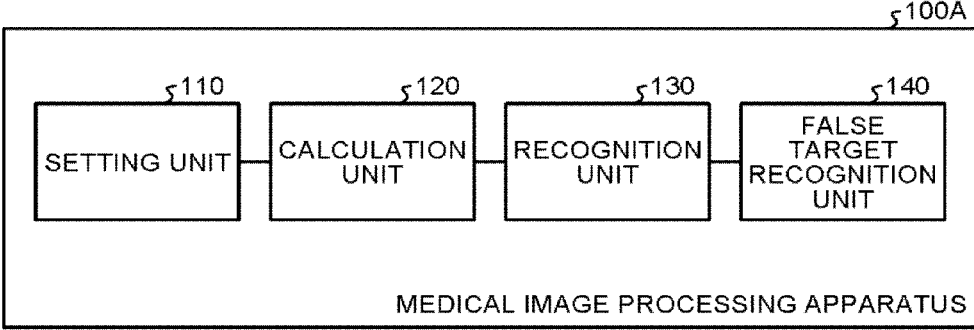 100A
110
120
130
140
SETTING UNIT
CALCULATION
UNIT
RECOGNITION
UNIT
FALSE
TARGET
RECOGNITION
UNIT
MEDICAL IMAGE PROCESSING APPARATUS